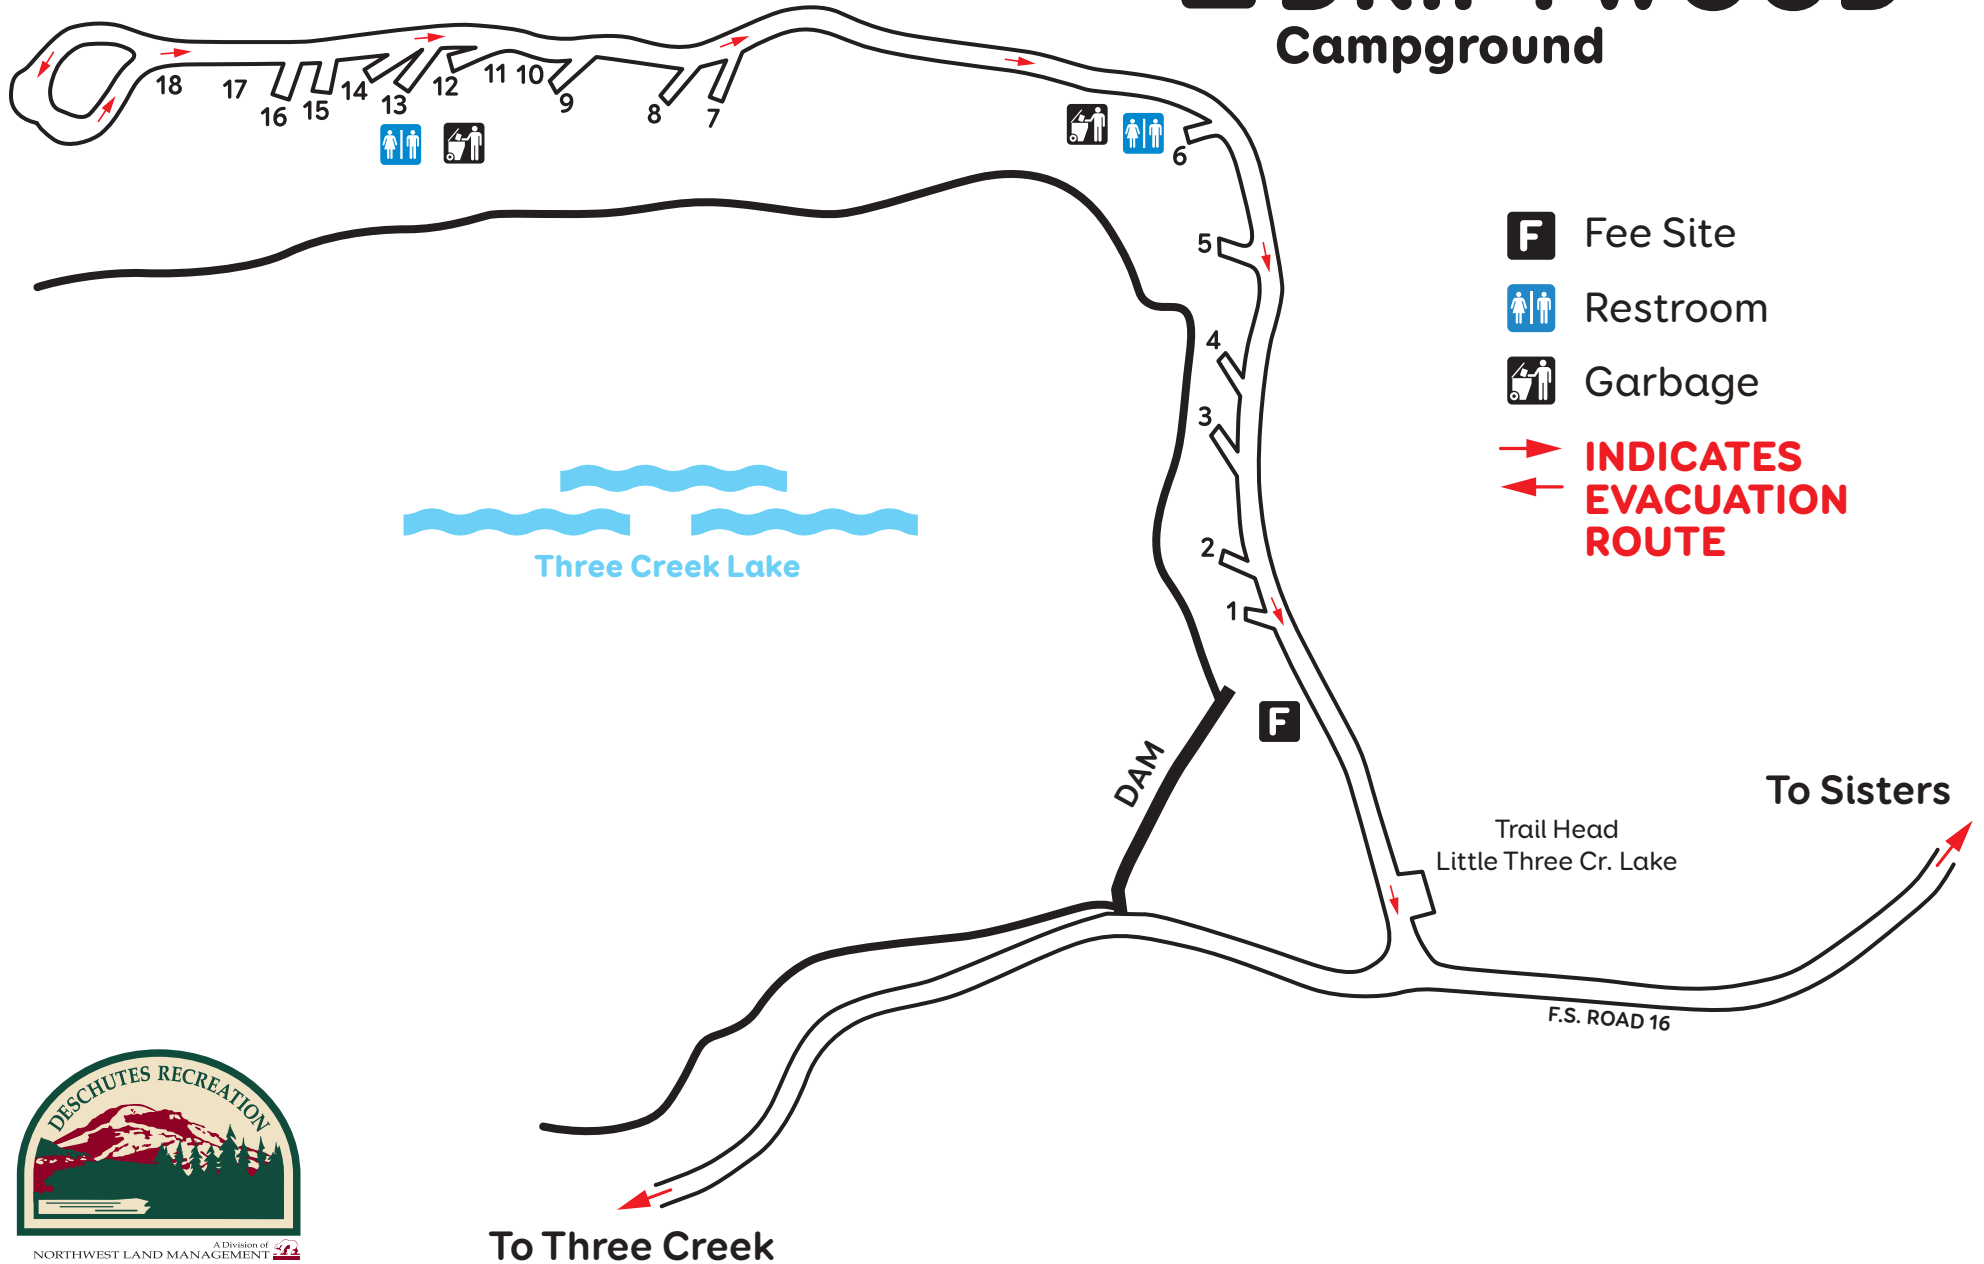 DRIFTWOOD
Campground
18
17
16
15
14
13
12
11
10
9
8
7
6
5
4
3
2
1
F
Fee Site
Restroom
Garbage
INDICATES
EVACUATION
ROUTE
Three Creek Lake
F
DAM
To Sisters
Trail Head
Little Three Cr. Lake
F.S. ROAD 16
To Three Creek
DESCHUTES RECREATION
A Division of
NORTHWEST LAND MANAGEMENT